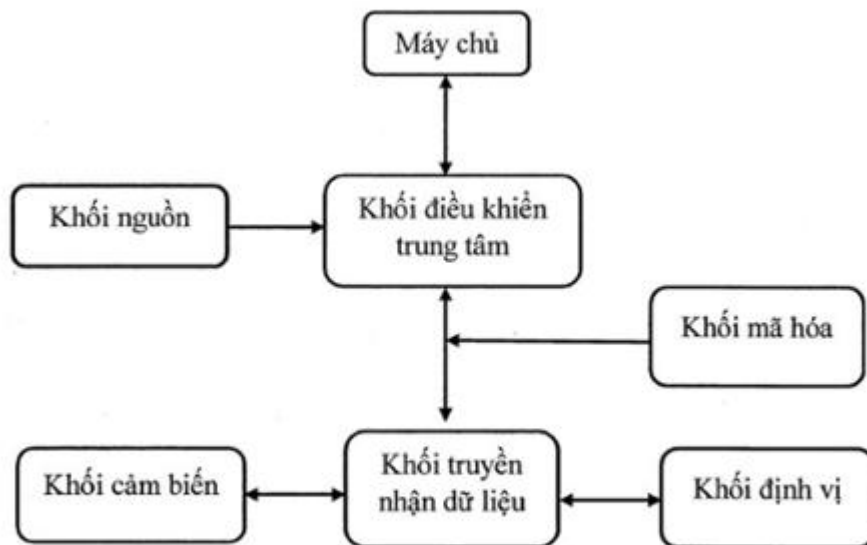 Máy chủ
Khối nguồn
Khối điều khiển
trung tâm
Khối mã hóa
Khối cảm biến
Khối truyền
nhận dữ liệu
Khối định vị